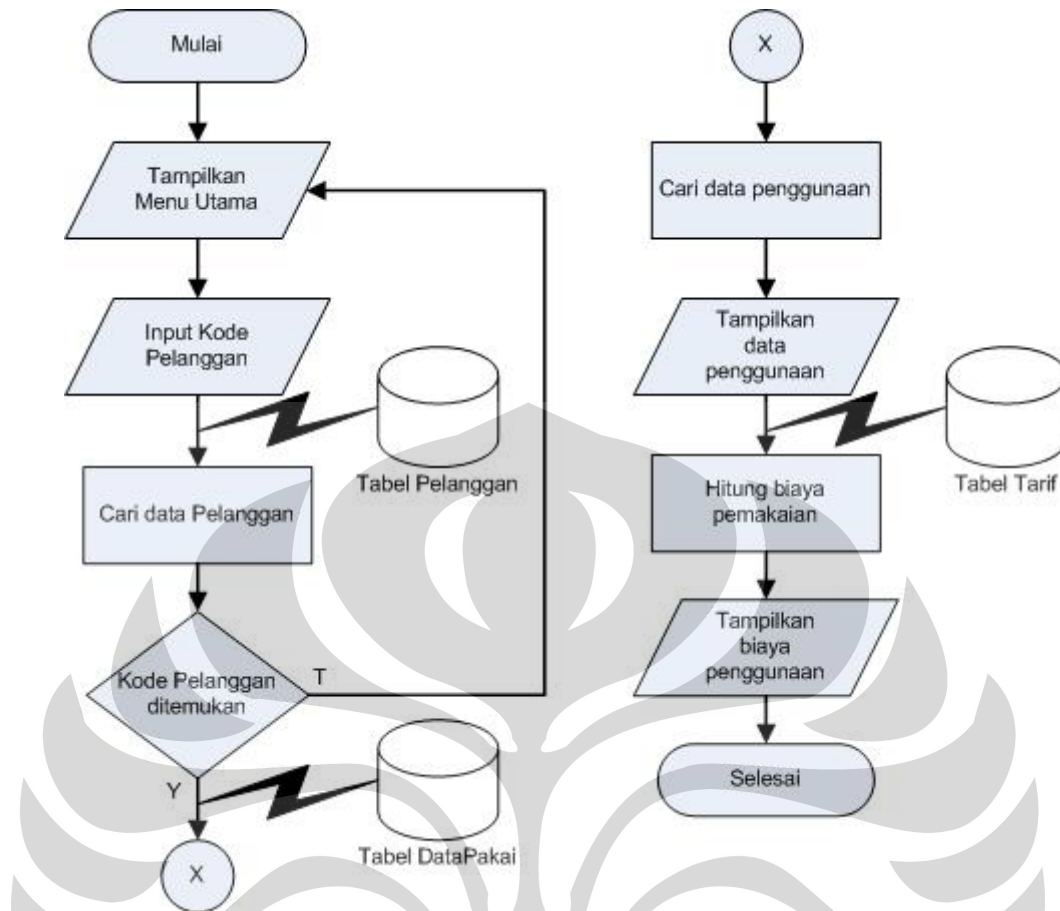 Mulai
Tampilkan
Menu Utama
Input Kode
Pelanggan
Tabel Pelanggan
Cari data Pelanggan
Kode Pelanggan
ditemukan
T
Y
Tabel DataPakai
X
X
Cari data penggunaan
Tampilkan
data
penggunaan
Tabel Tarif
Hitung biaya
pemakaian
Tampilkan
biaya
penggunaan
Selesai